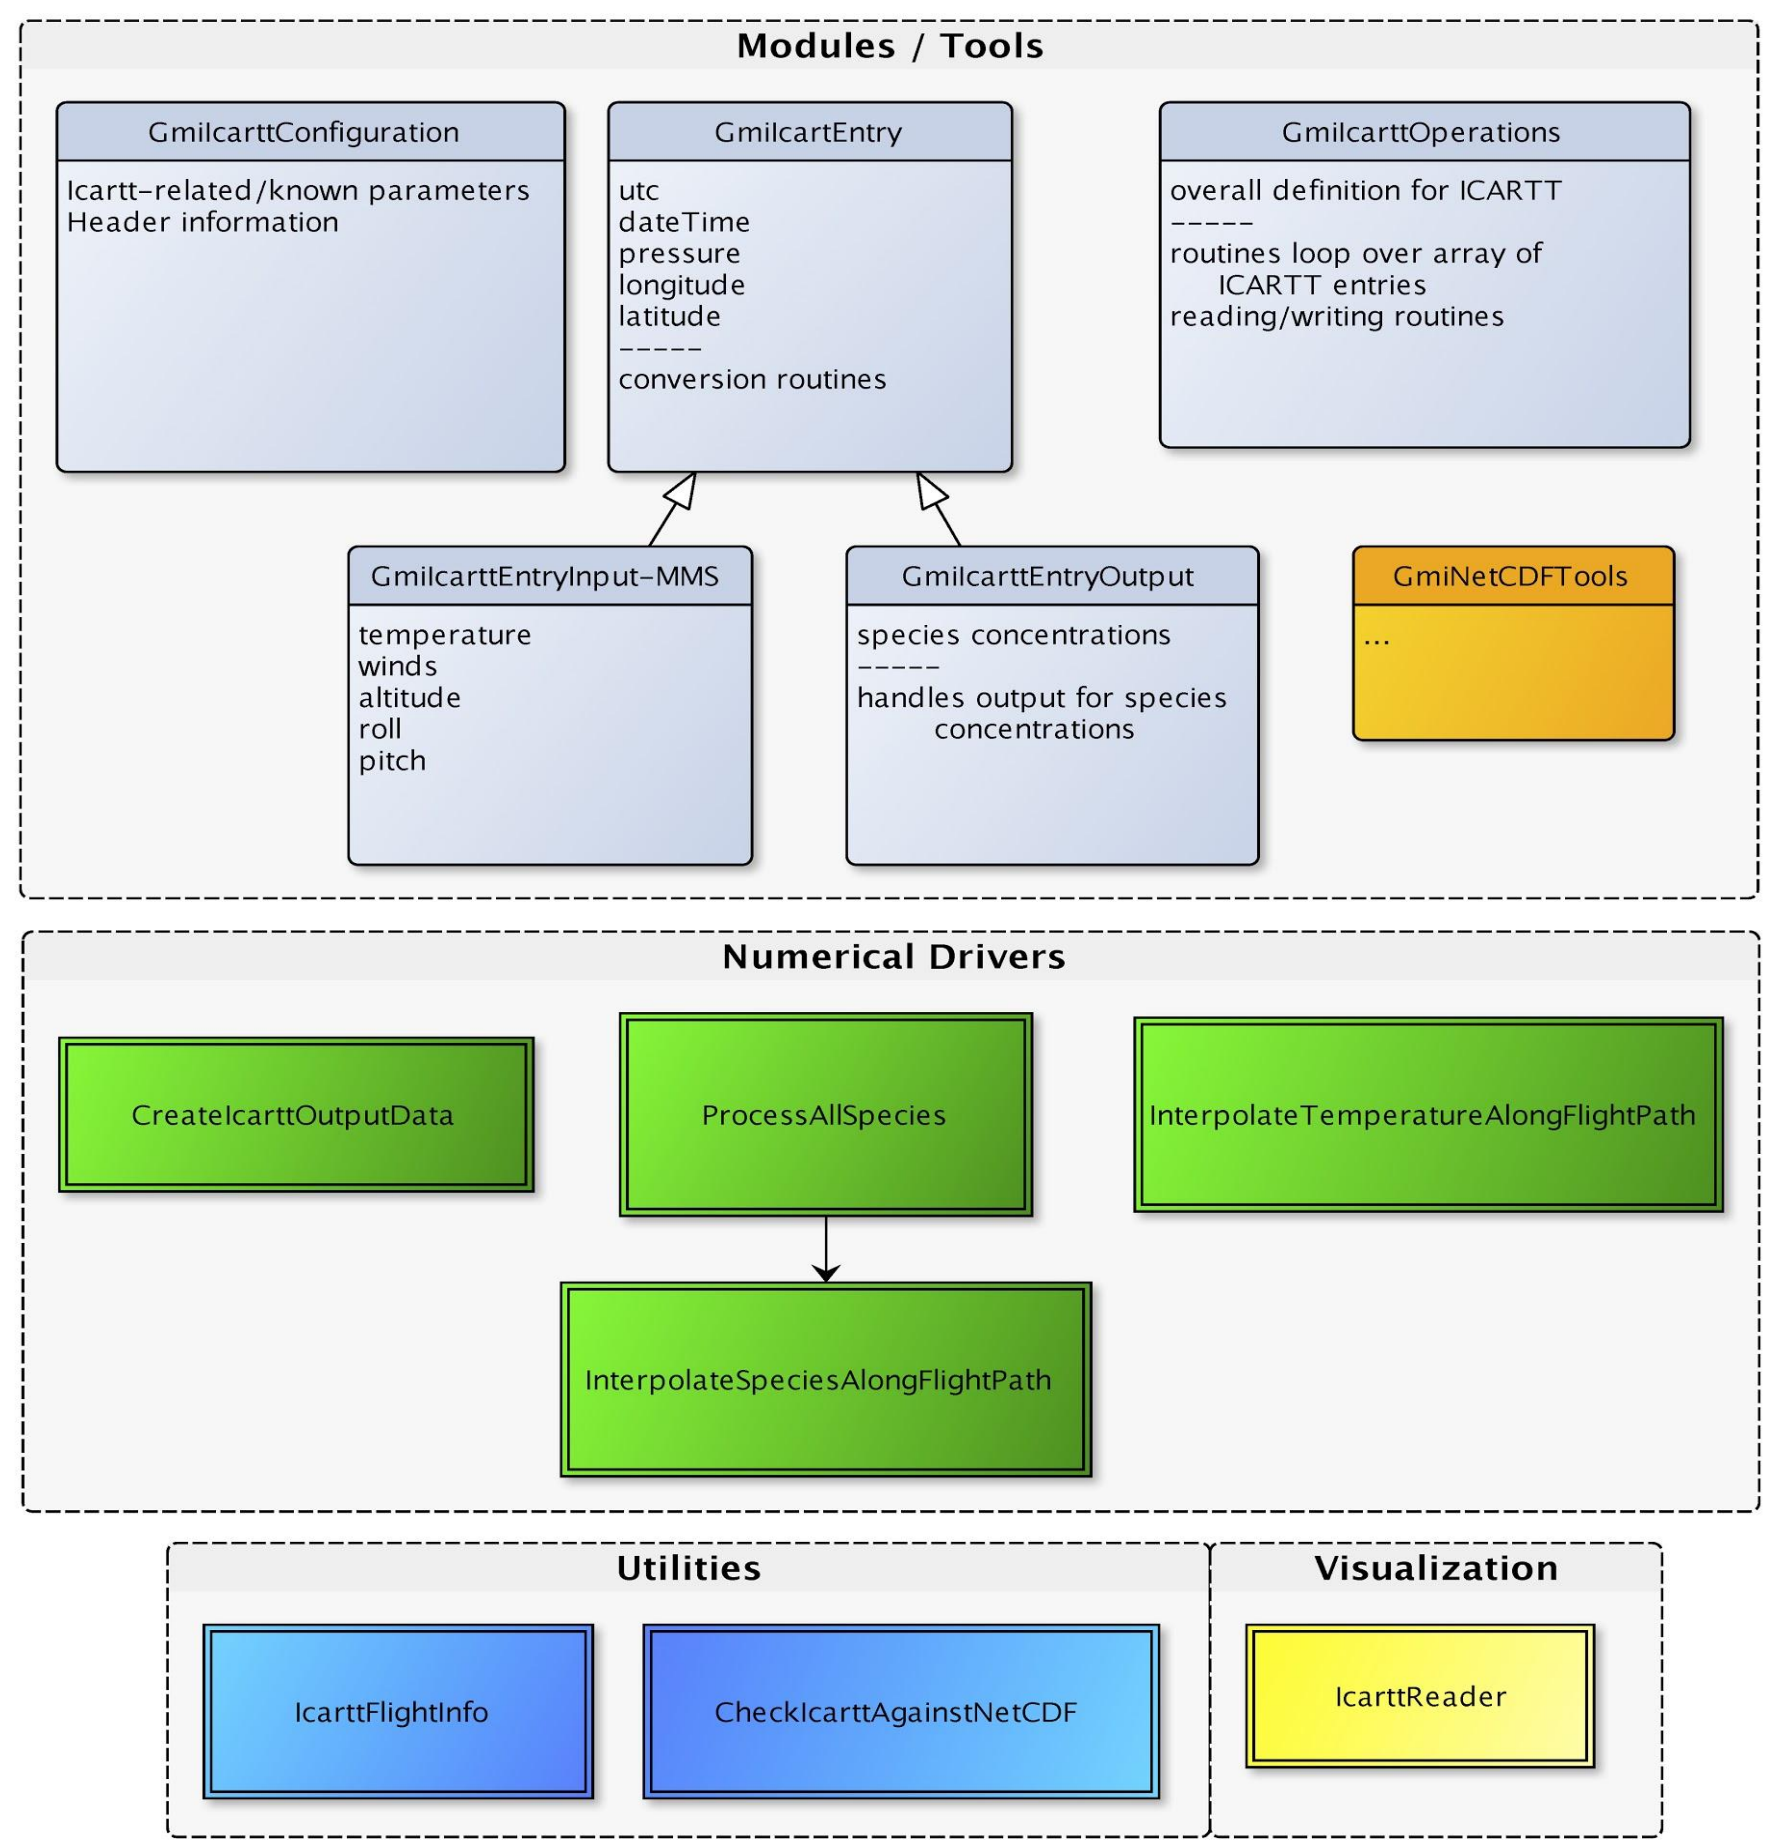 Modules / Tools
GmiIcarttConfiguration
Icartt-related/known parameters
Header information
GmiIcartEntry
utc
dateTime
pressure
longitude
latitude
-----
conversion routines
GmiIcarttOperations
overall definition for ICARTT
-----
routines loop over array of
ICARTT entries
reading/writing routines
GmiIcarttEntryInput-MMS
temperature
winds
altitude
roll
pitch
GmiIcarttEntryOutput
species concentrations
-----
handles output for species
concentrations
GmiNetCDFTools
...
Numerical Drivers
CreateIcarttOutputData
ProcessAllSpecies
InterpolateTemperatureAlongFlightPath
InterpolateSpeciesAlongFlightPath
Utilities
IcarttFlightInfo
CheckIcarttAgainstNetCDF
Visualization
IcarttReader